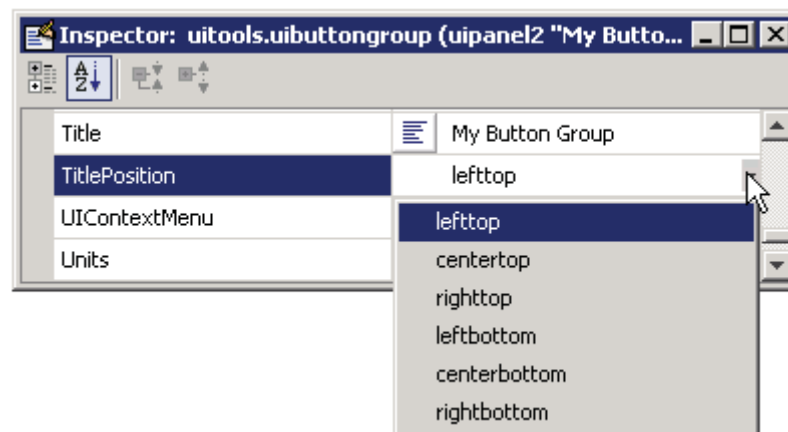 Inspector: uitools.uibuttongroup (uipanel2 "My Butto...
A
Z
Title My Button Group
TitlePosition lefttop
UIContextMenu
Units
lefttop
centertop
righttop
leftbottom
centerbottom
rightbottom